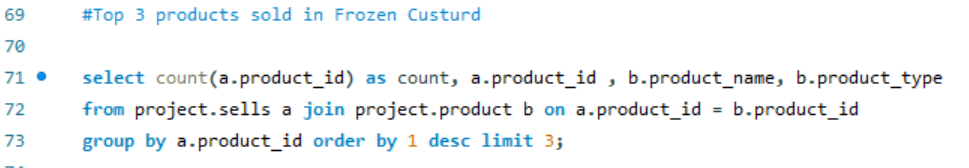 69 #Top 3 products sold in Frozen Custurd
70
71 select count(a.product_id) as count, a.product_id , b.product_name, b.product_type
72 from project.sells a join project.product b on a.product_id = b.product_id
73 group by a.product_id order by 1 desc limit 3;